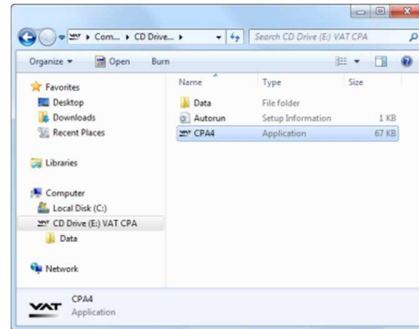 Com... ▸ CD Drive... ▸
Search CD Drive (E:) VAT CPA
Organize
Open
Burn
Favorites
Desktop
Downloads
Recent Places
Libraries
Computer
Local Disk (C:)
CD Drive (E:) VAT CPA
Data
Network
Name Type Size
Data File folder
Autorun Setup Information 1 KB
CPA4 Application 67 KB
VAT
CPA4
Application